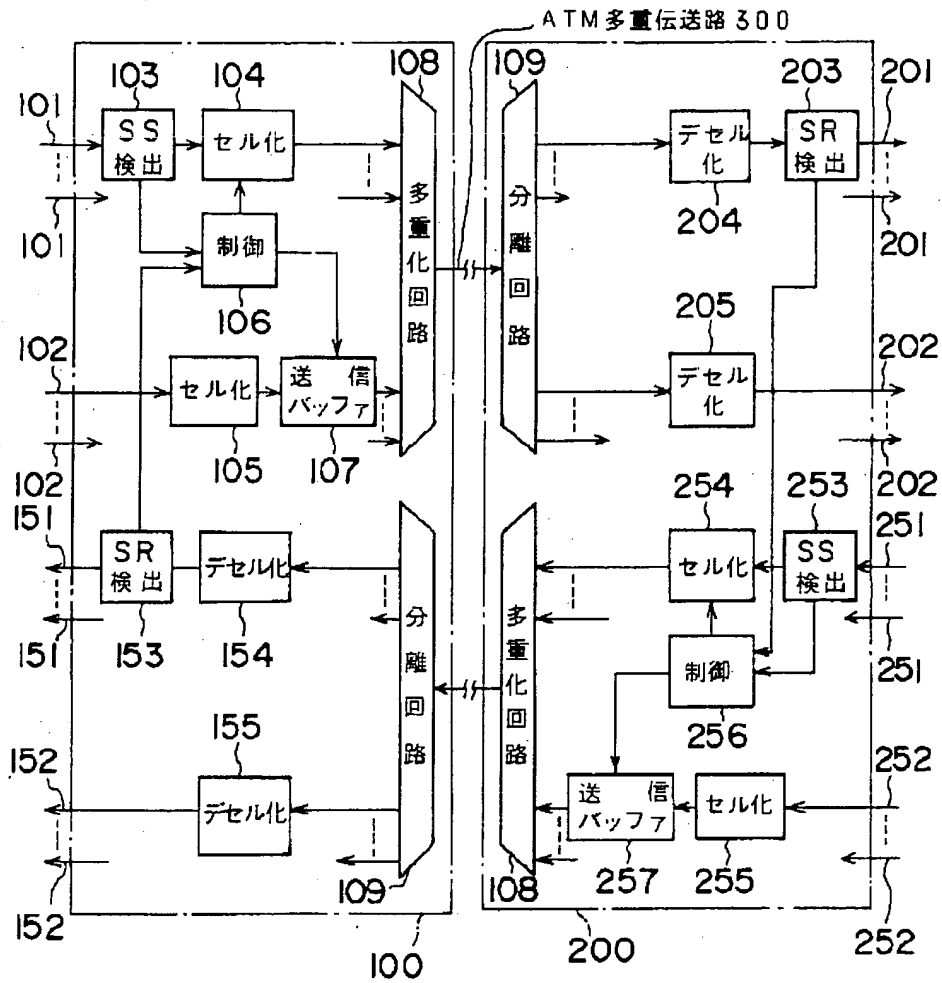 ATM多重伝送路300
103
104
108
109
203
201
101
SS
検出
セル化
デセル
化
SR
検出
204
101
201
制御
106
多重化回路
分離回路
205
102
セル化
送信
バッファ
デセル
化
202
105
107
102
202
254
253
251
151
SR
検出
デセル化
セル化
SS
検出
151
153
154
251
分離回路
多重化回路
制御
256
155
152
デセル化
送信
バッファ
セル化
252
257
255
152
109
108
100
200
252